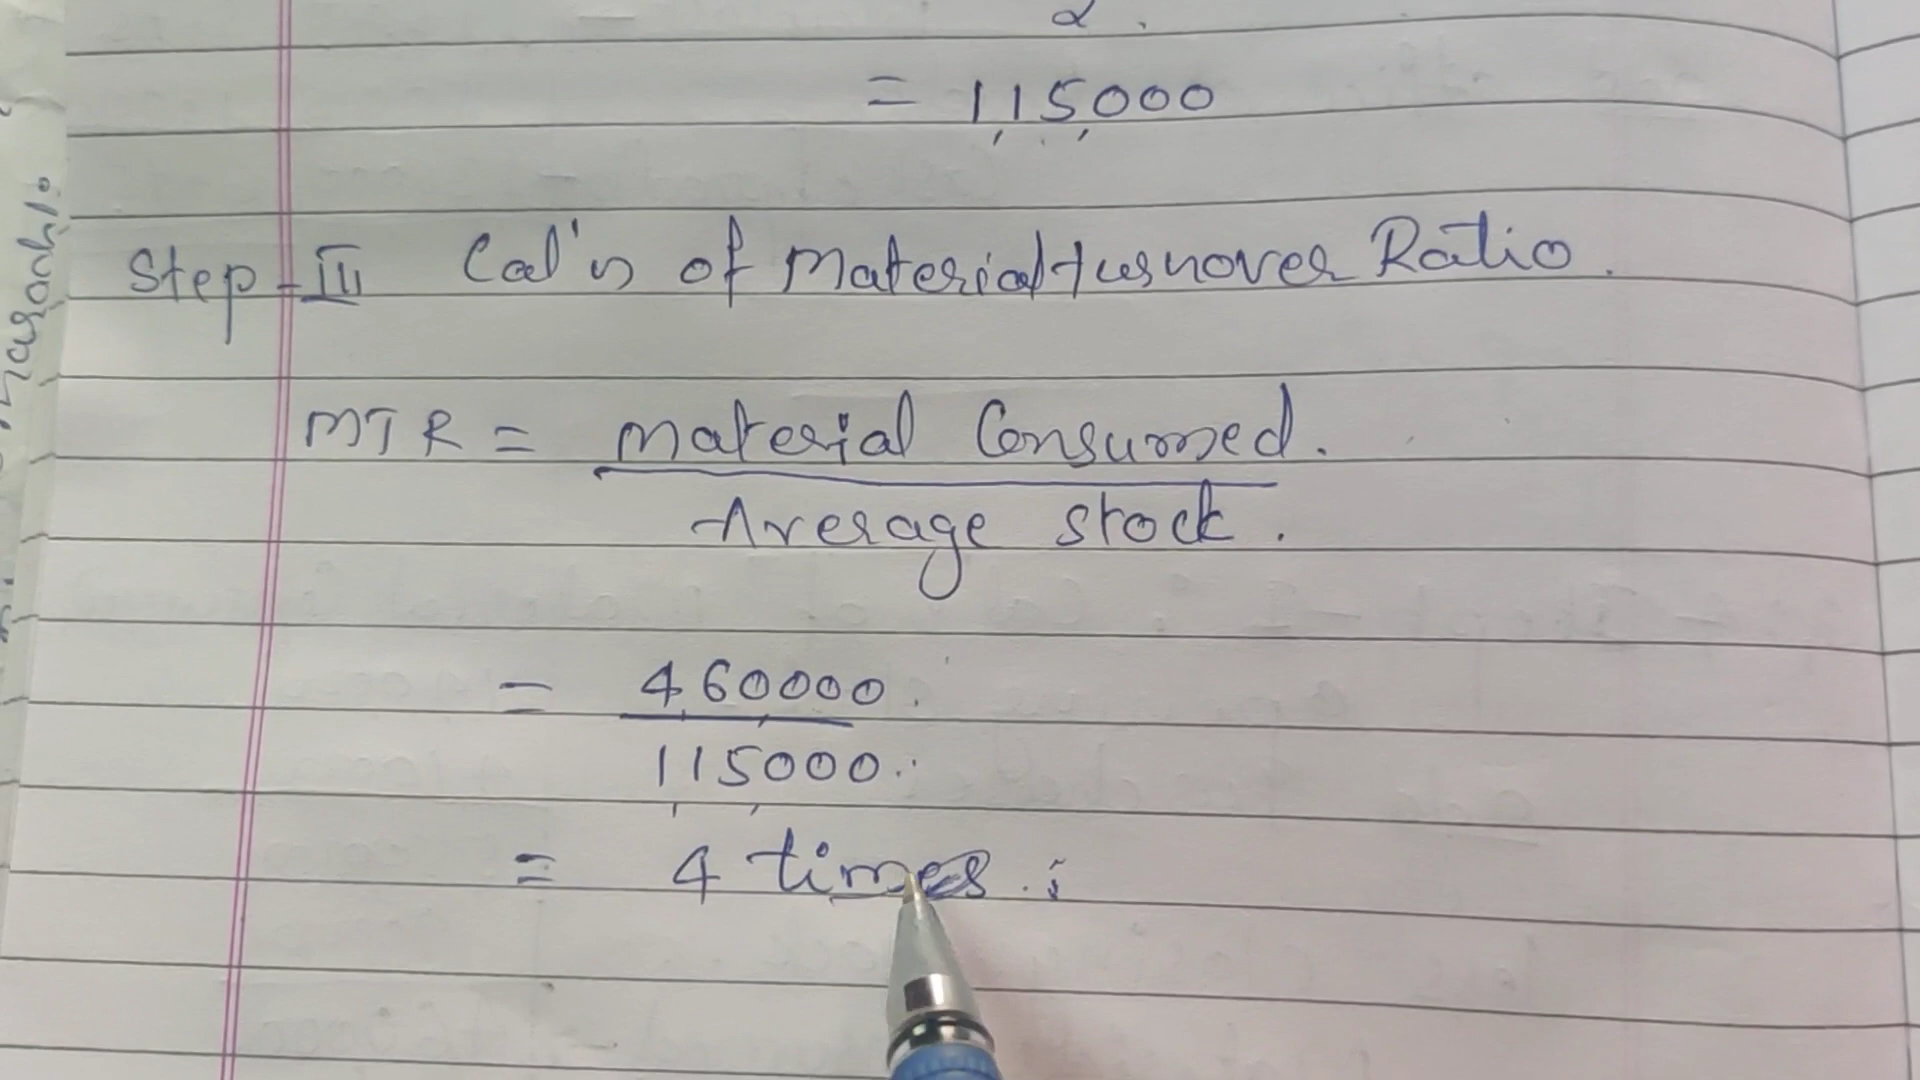 2.
= 1,15,000
Step-III Cal'n of Material turnover Ratio.
MTR = Material Consumed.
Average stock.
= 4,60,000.
1,15,000.
= 4 times.